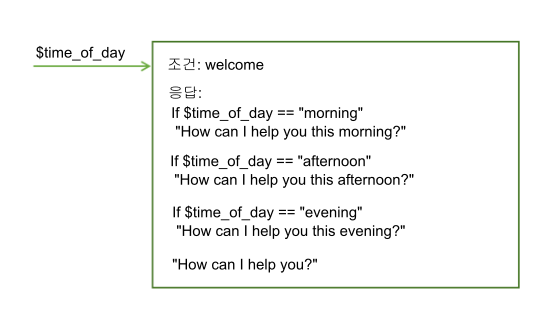 $time_of_day
조건: welcome
응답:
If $time_of_day == "morning"
"How can I help you this morning?"
If $time_of_day == "afternoon"
"How can I help you this afternoon?"
If $time_of_day == "evening"
"How can I help you this evening?"
"How can I help you?"